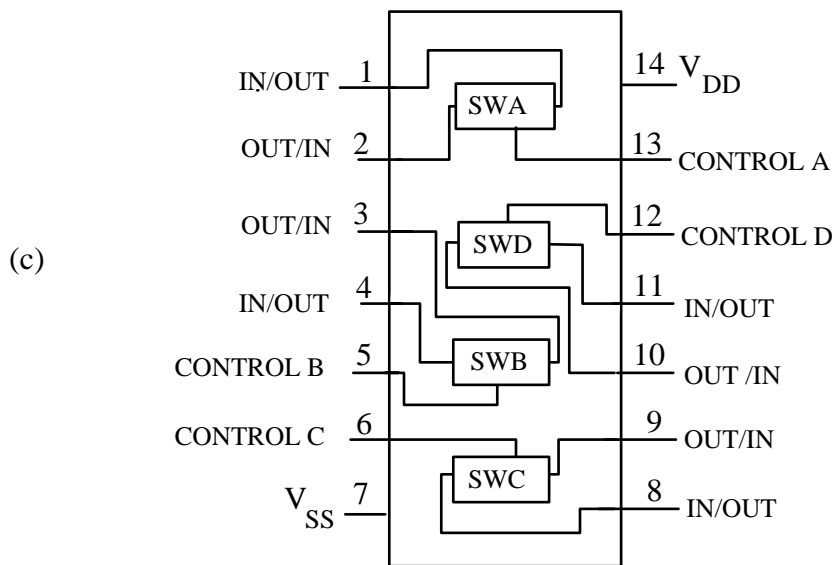 IN/OUT 1
OUT/IN 2
OUT/IN 3
IN/OUT 4
CONTROL B 5
CONTROL C 6
VSS 7
(c)
SWA
SWD
SWB
SWC
14 VDD
13 CONTROL A
12 CONTROL D
11 IN/OUT
10 OUT /IN
9 OUT/IN
8 IN/OUT